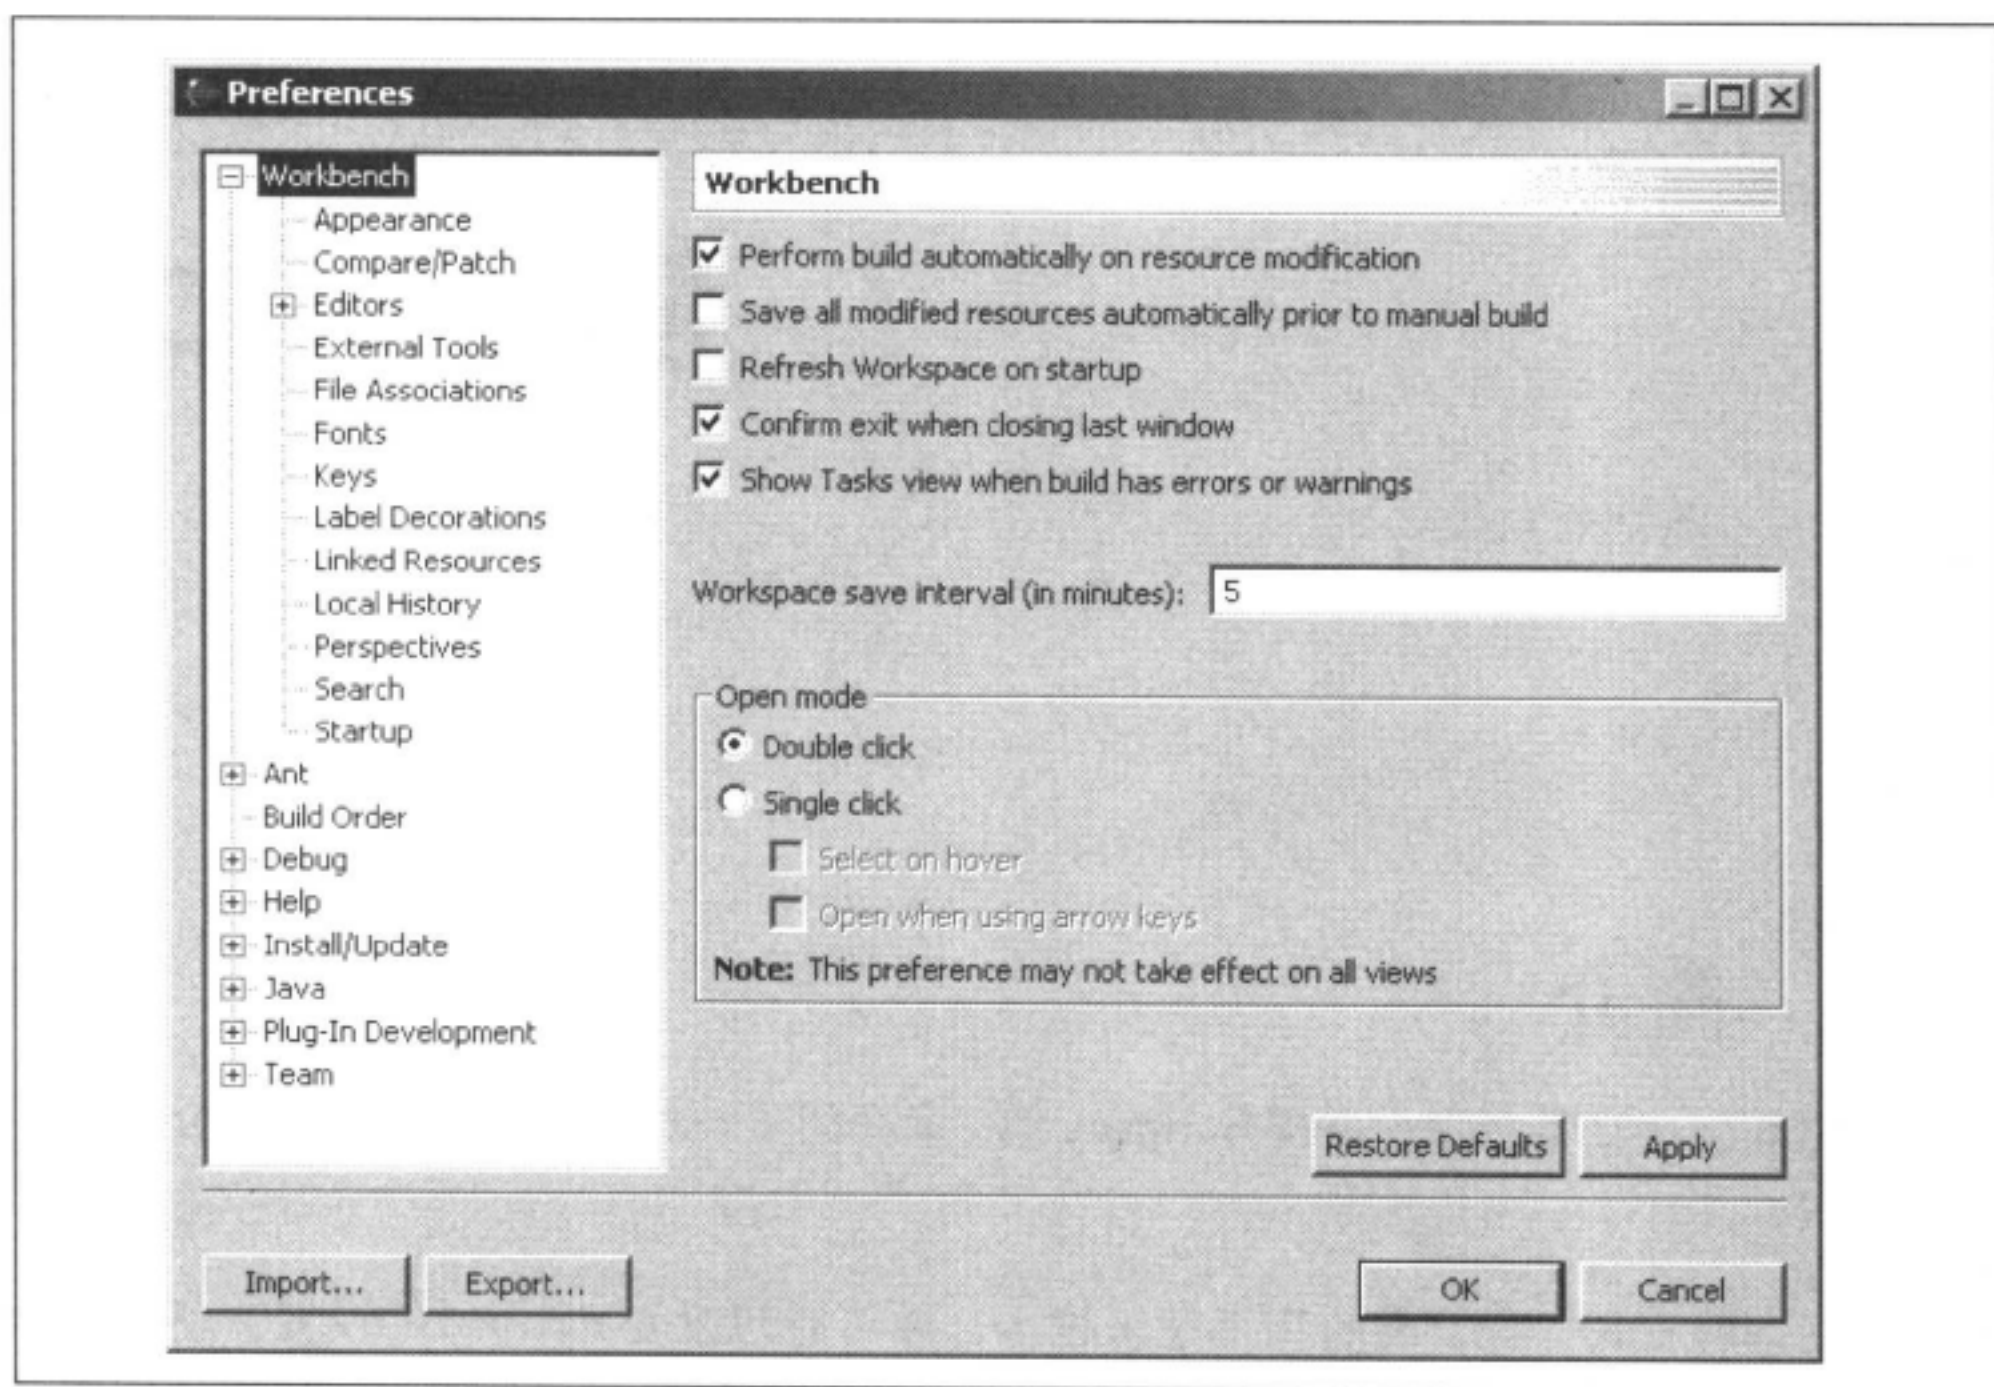 Preferences
Workbench
Appearance
Compare/Patch
Editors
External Tools
File Associations
Fonts
Keys
Label Decorations
Linked Resources
Local History
Perspectives
Search
Startup
Ant
Build Order
Debug
Help
Install/Update
Java
Plug-In Development
Team
Workbench
Perform build automatically on resource modification
Save all modified resources automatically prior to manual build
Refresh Workspace on startup
Confirm exit when closing last window
Show Tasks view when build has errors or warnings
Workspace save interval (in minutes): 5
Open mode
Double click
Single click
Select on hover
Open when using arrow keys
Note: This preference may not take effect on all views
Restore Defaults Apply
Import... Export... OK Cancel